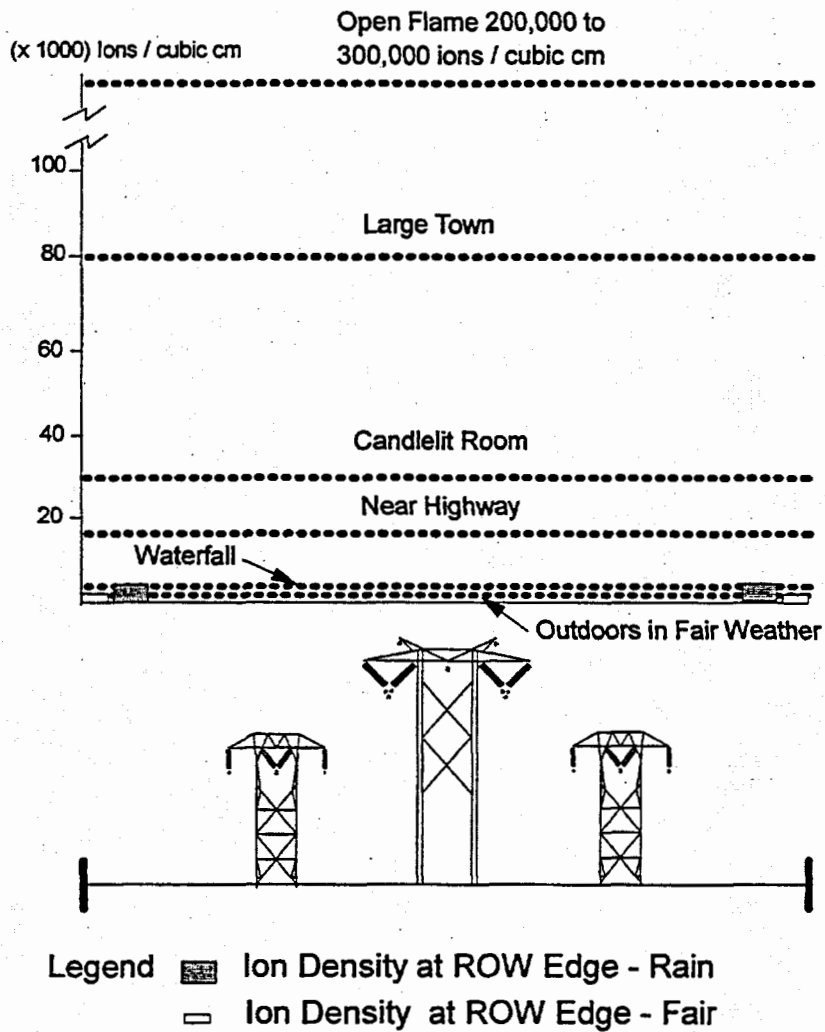 Open Flame 200,000 to
(x 1000) Ions / cubic cm
300,000 ions / cubic cm
100
Large Town
80
60
40
Candlelit Room
Near Highway
20
Waterfall
Outdoors in Fair Weather
Legend Ion Density at ROW Edge - Rain
Ion Density at ROW Edge - Fair